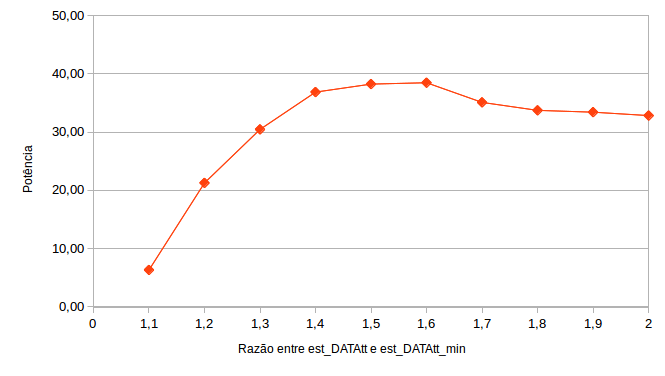 50,00
40,00
30,00
20,00
10,00
0,00
Potência
0 1,1 1,2 1,3 1,4 1,5 1,6 1,7 1,8 1,9 2
Razão entre est_DATAtt e est_DATAtt_min